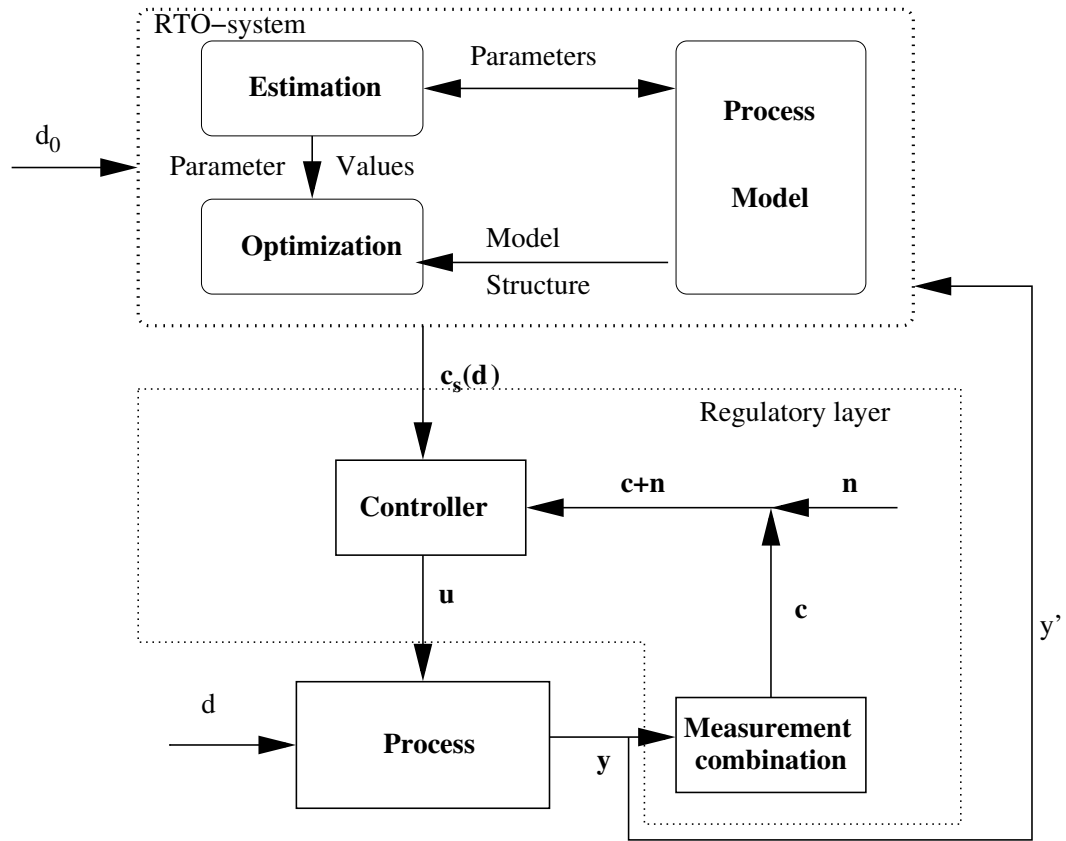 RTO−system
Estimation
Parameters
Process
Model
d0
Parameter Values
Optimization
Model
Structure
cs(d)
Regulatory layer
Controller
c+n
n
u
c
y’
d
Process
y
Measurement
combination